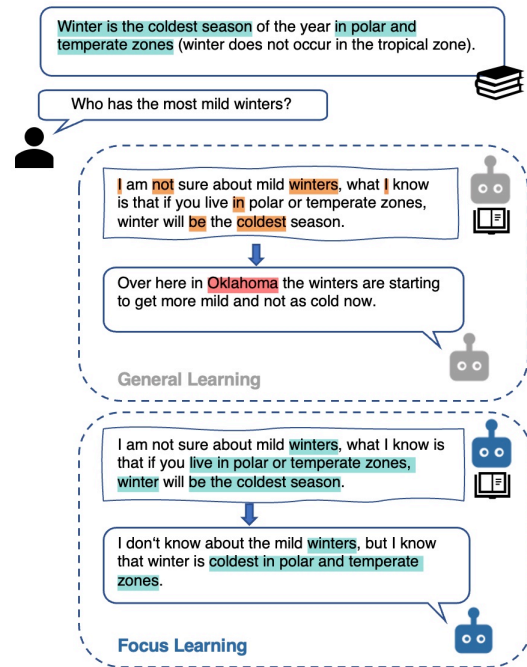 Winter is the coldest season of the year in polar and
temperate zones (winter does not occur in the tropical zone).
Who has the most mild winters?
I am not sure about mild winters, what I know
is that if you live in polar or temperate zones,
winter will be the coldest season.
Over here in Oklahoma the winters are starting
to get more mild and not as cold now.
General Learning
I am not sure about mild winters, what I know is
that if you live in polar or temperate zones,
winter will be the coldest season.
I don't know about the mild winters, but I know
that winter is coldest in polar and temperate
zones.
Focus Learning